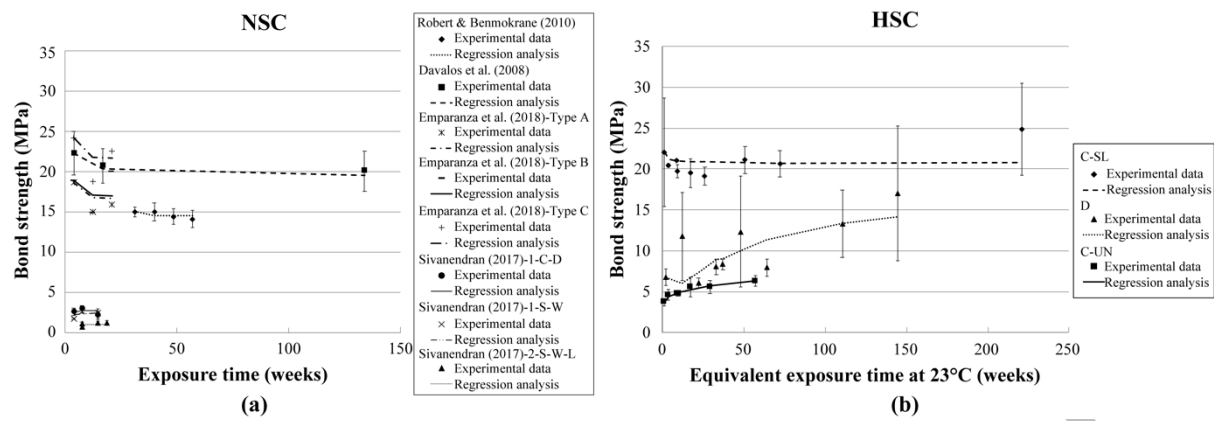 NSC
(a)
35
30
25
20
15
10
5
0
Bond strength (MPa)
0
50
100
150
Exposure time (weeks)
Robert & Benmokrane (2010)
Experimental data
Regression analysis
Davalos et al. (2008)
Experimental data
Regression analysis
Emparanza et al. (2018)-Type A
Experimental data
Regression analysis
Emparanza et al. (2018)-Type B
Experimental data
Regression analysis
Emparanza et al. (2018)-Type C
Experimental data
Regression analysis
Sivanendran (2017)-1-C-D
Experimental data
Regression analysis
Sivanendran (2017)-1-S-W
Experimental data
Regression analysis
Sivanendran (2017)-2-S-W-L
Experimental data
Regression analysis
HSC
(b)
35
30
25
20
15
10
5
0
Bond strength (MPa)
0
50
100
150
200
250
Equivalent exposure time at 23°C (weeks)
C-SL
Experimental data
Regression analysis
D
Experimental data
Regression analysis
C-UN
Experimental data
Regression analysis